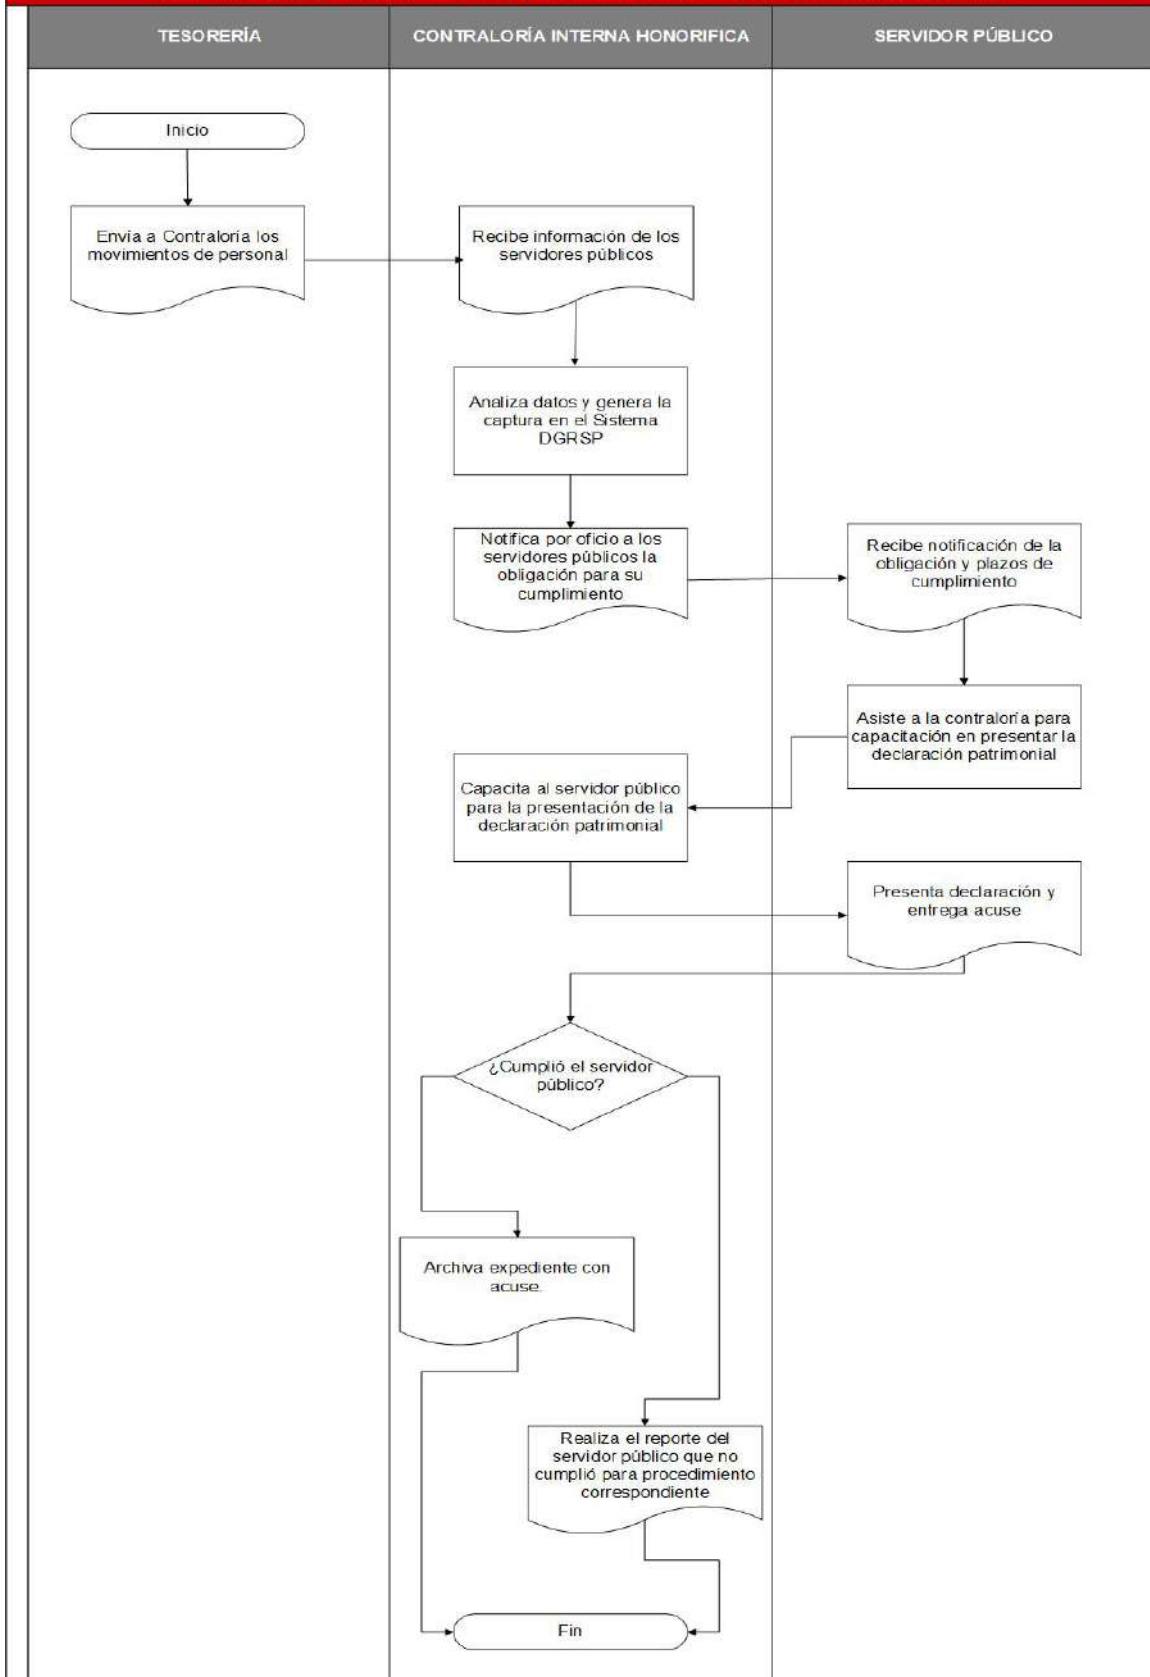 TESORERÍA
CONTRALORÍA INTERNA HONORIFICA
SERVIDOR PÚBLICO
Inicio
Envía a Contraloría los
movimientos de personal
Recibe información de los
servidores públicos
Analiza datos y genera la
captura en el Sistema
DGRSP
Notifica por oficio a los
servidores públicos la
obligación para su
cumplimiento
Recibe notificación de la
obligación y plazos de
cumplimiento
Asiste a la contraloría para
capacitación en presentar la
declaración patrimonial
Capacita al servidor público
para la presentación de la
declaración patrimonial
Presenta declaración y
entrega acuse
¿Cumplió el servidor
público?
Archiva expediente con
acuse.
Realiza el reporte del
servidor público que no
cumplió para procedimiento
correspondiente
Fin